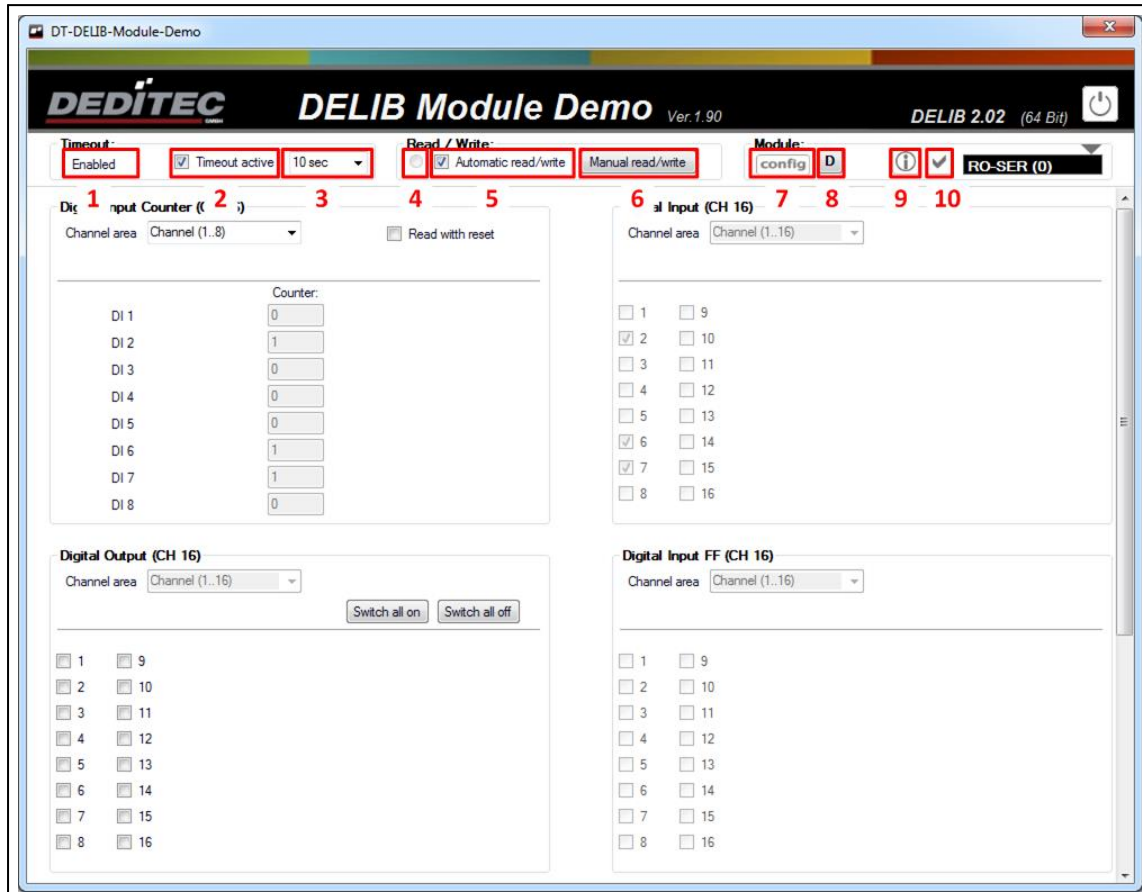 DT-DELIB-Module-Demo
DEDITEC
DELIB Module Demo Ver. 1.90
DELIB 2.02 (64 Bit)
Timeout: Read / Write: Module:
Enabled Timeout active 10 sec Automatic read/write Manual read/write config D RO-SER (0)
1 2 3 4 5 6 7 8 9 10
Input Counter
Channel area Channel (1..8) Read witth reset
Counter:
DI 1 0
DI 2 1
DI 3 0
DI 4 0
DI 5 0
DI 6 1
DI 7 1
DI 8 0
Input (CH 16)
Channel area Channel (1..16)
1 9
2 10
3 11
4 12
5 13
6 14
7 15
8 16
Digital Output (CH 16)
Channel area Channel (1..16)
Switch all on Switch all off
1 9
2 10
3 11
4 12
5 13
6 14
7 15
8 16
Digital Input FF (CH 16)
Channel area Channel (1..16)
1 9
2 10
3 11
4 12
5 13
6 14
7 15
8 16